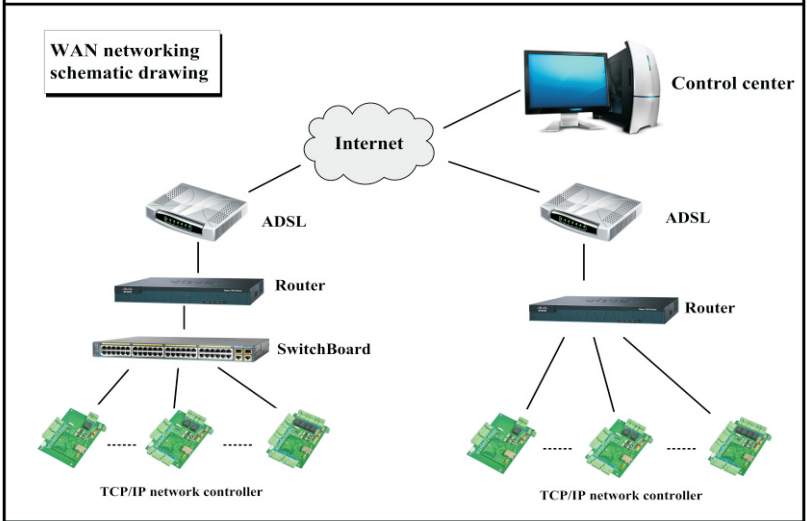 WAN networking
schematic drawing
Control center
Internet
ADSL
ADSL
Router
Router
SwitchBoard
TCP/IP network controller
TCP/IP network controller